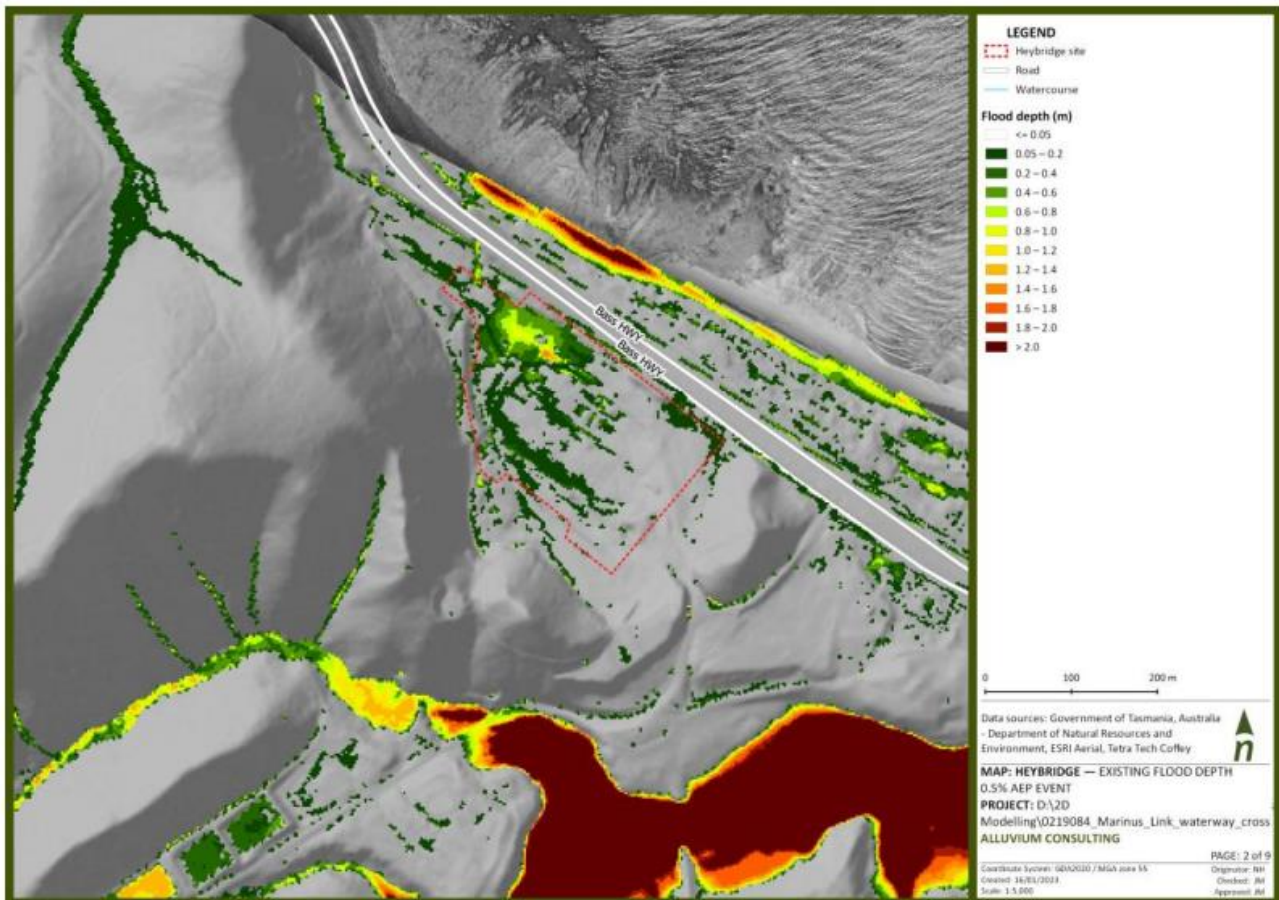 Bass HWY
Bass HWY
LEGEND
Heybridge site
Road
Watercourse
Flood depth (m)
<= 0.05
0.05 – 0.2
0.2 – 0.4
0.4 – 0.6
0.6 – 0.8
0.8 – 1.0
1.0 – 1.2
1.2 – 1.4
1.4 – 1.6
1.6 – 1.8
1.8 – 2.0
> 2.0
0 100 200 m
Data sources: Government of Tasmania, Australia
- Department of Natural Resources and
Environment, ESRI Aerial, Tetra Tech Coffey
n
MAP: HEYBRIDGE — EXISTING FLOOD DEPTH
0.5% AEP EVENT
PROJECT: D:\2D
Modelling\0219084_Marinus_Link_waterway_cross
ALLUVIUM CONSULTING
PAGE: 2 of 9
Coordinate System: GDA2020 / MGA zone 55
Created: 16/01/2023
Scale: 1:5,000
Originator: NH
Checked: JM
Approved: JM